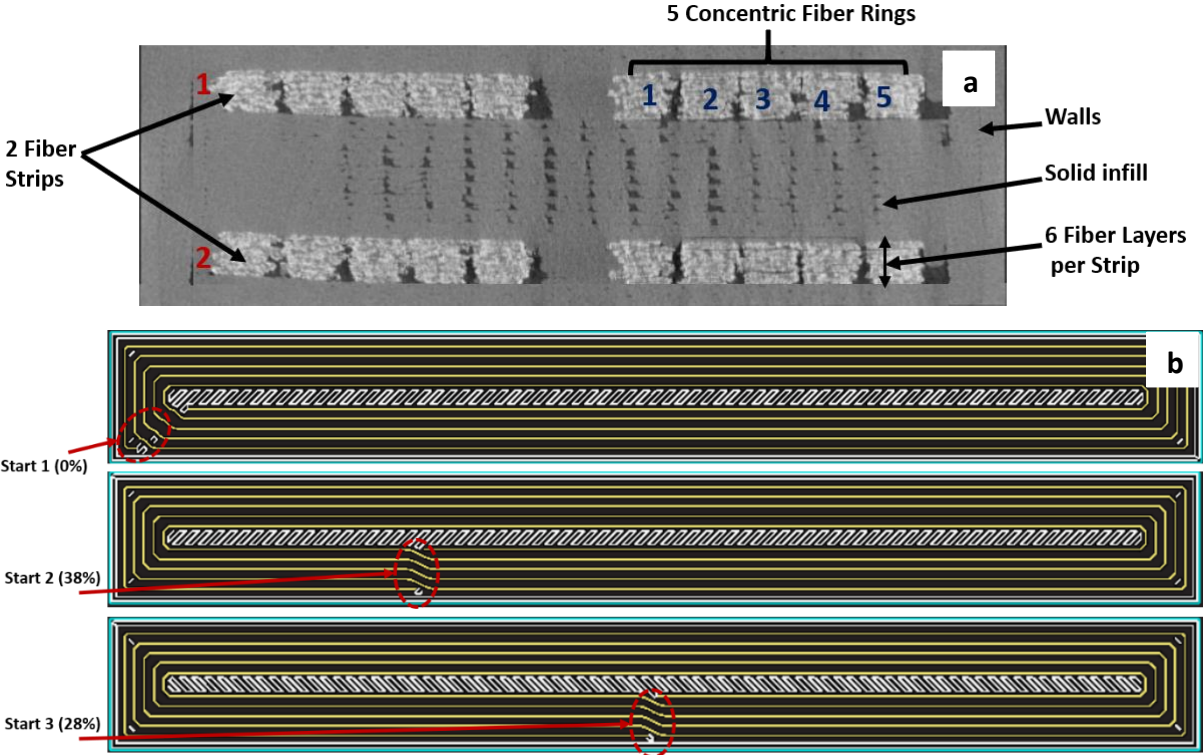 5 Concentric Fiber Rings
a
1
1 2 3 4 5
Walls
2 Fiber
Strips
Solid infill
2
6 Fiber Layers
per Strip
b
Start 1 (0%)
Start 2 (38%)
Start 3 (28%)